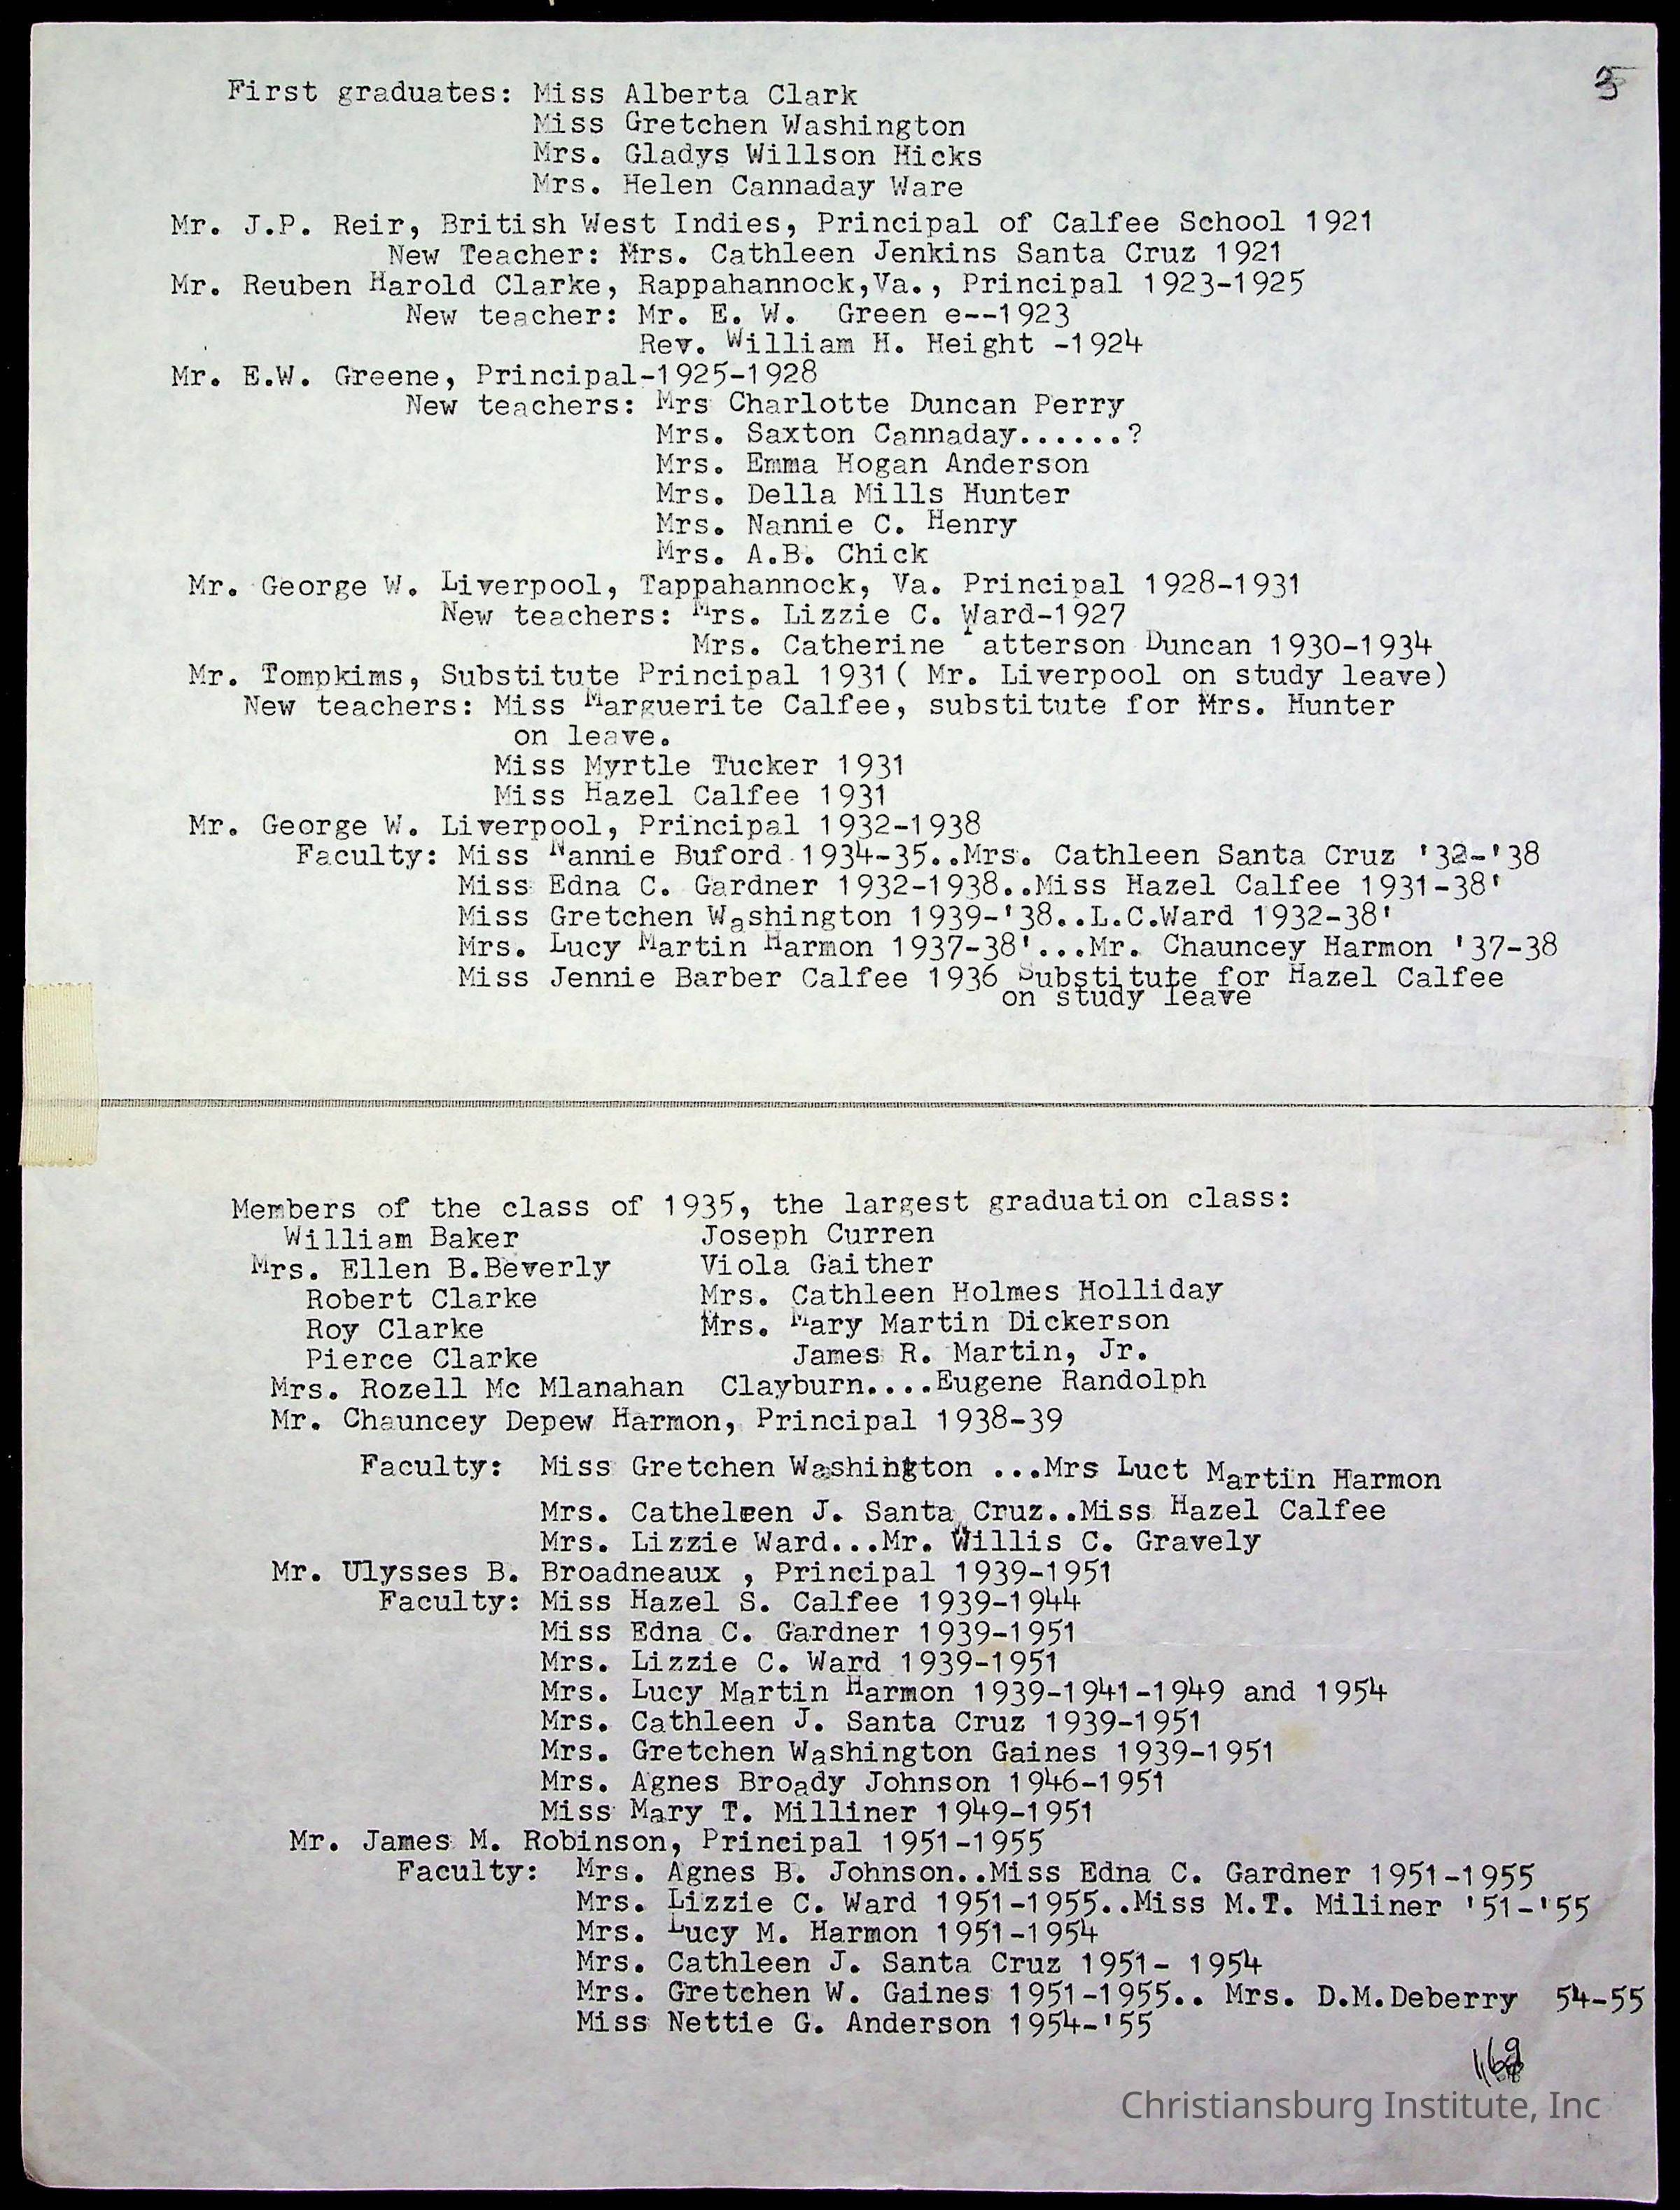 3
First graduates: Miss Alberta Clark
Miss Gretchen Washington
Mrs. Gladys Willson Hicks
Mrs. Helen Cannaday Ware
Mr. J.P. Reir, British West Indies, Principal of Calfee School 1921
New Teacher: Mrs. Cathleen Jenkins Santa Cruz 1921
Mr. Reuben Harold Clarke, Rappahannock,Va., Principal 1923-1925
New teacher: Mr. E. W. Green e--1923
Rev. William H. Height -1924
Mr. E.W. Greene, Principal-1925-1928
New teachers: Mrs Charlotte Duncan Perry
Mrs. Saxton Cannaday......?
Mrs. Emma Hogan Anderson
Mrs. Della Mills Hunter
Mrs. Nannie C. Henry
Mrs. A.B. Chick
Mr. George W. Liverpool, Tappahannock, Va. Principal 1928-1931
New teachers: Mrs. Lizzie C. Ward-1927
Mrs. Catherine Patterson Duncan 1930-1934
Mr. Tompkims, Substitute Principal 1931( Mr. Liverpool on study leave)
New teachers: Miss Marguerite Calfee, substitute for Mrs. Hunter
on leave.
Miss Myrtle Tucker 1931
Miss Hazel Calfee 1931
Mr. George W. Liverpool, Principal 1932-1938
Faculty: Miss Nannie Buford 1934-35..Mrs. Cathleen Santa Cruz '32-'38
Miss Edna C. Gardner 1932-1938..Miss Hazel Calfee 1931-38'
Miss Gretchen Washington 1939-'38..L.C.Ward 1932-38'
Mrs. Lucy Martin Harmon 1937-38'...Mr. Chauncey Harmon '37-38
Miss Jennie Barber Calfee 1936 Substitute for Hazel Calfee
on study leave
Members of the class of 1935, the largest graduation class:
William Baker Joseph Curren
Mrs. Ellen B.Beverly Viola Gaither
Robert Clarke Mrs. Cathleen Holmes Holliday
Roy Clarke Mrs. Mary Martin Dickerson
Pierce Clarke James R. Martin, Jr.
Mrs. Rozell Mc Mlanahan Clayburn....Eugene Randolph
Mr. Chauncey Depew Harmon, Principal 1938-39
Faculty: Miss Gretchen Washington ...Mrs Luct Martin Harmon
Mrs. Catheleen J. Santa Cruz..Miss Hazel Calfee
Mrs. Lizzie Ward...Mr. Willis C. Gravely
Mr. Ulysses B. Broadneaux , Principal 1939-1951
Faculty: Miss Hazel S. Calfee 1939-1944
Miss Edna C. Gardner 1939-1951
Mrs. Lizzie C. Ward 1939-1951
Mrs. Lucy Martin Harmon 1939-1941-1949 and 1954
Mrs. Cathleen J. Santa Cruz 1939-1951
Mrs. Gretchen Washington Gaines 1939-1951
Mrs. Agnes Broady Johnson 1946-1951
Miss Mary T. Milliner 1949-1951
Mr. James M. Robinson, Principal 1951-1955
Faculty: Mrs. Agnes B. Johnson..Miss Edna C. Gardner 1951-1955
Mrs. Lizzie C. Ward 1951-1955..Miss M.T. Miliner '51-'55
Mrs. Lucy M. Harmon 1951-1954
Mrs. Cathleen J. Santa Cruz 1951- 1954
Mrs. Gretchen W. Gaines 1951-1955.. Mrs. D.M.Deberry 54-55
Miss Nettie G. Anderson 1954-'55
Christiansburg Institute, Inc